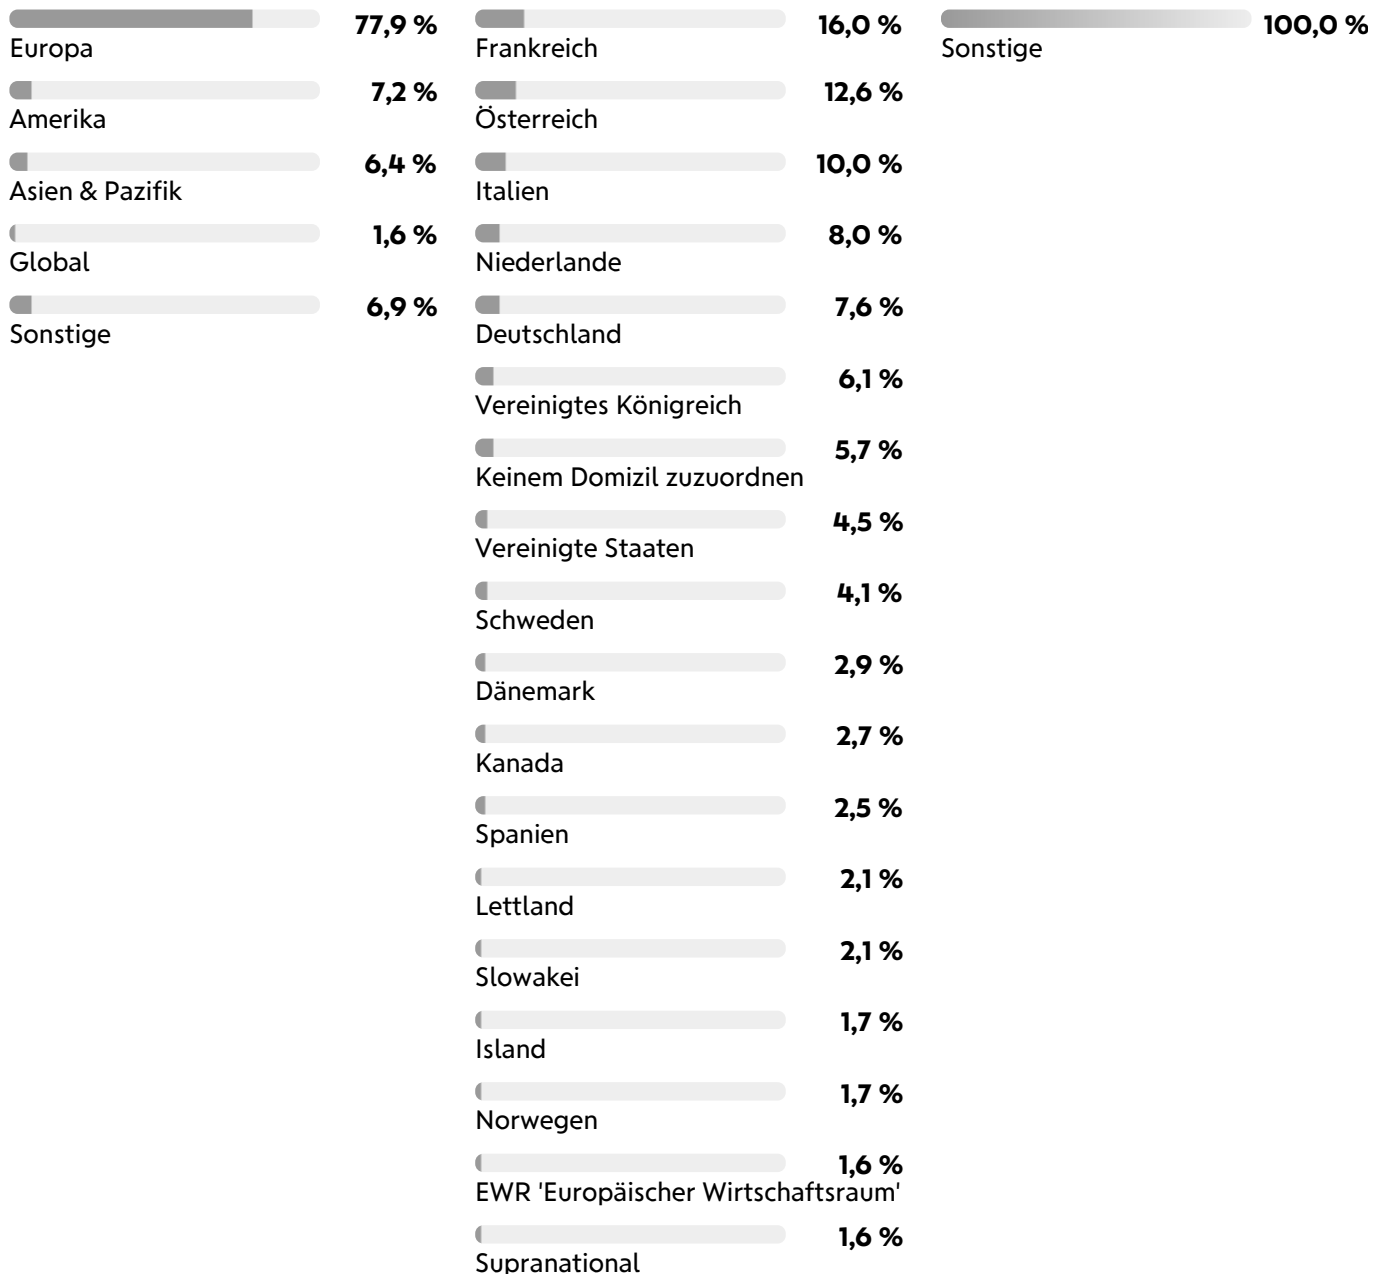 77,9 %
Europa
7,2 %
Amerika
6,4 %
Asien & Pazifik
1,6 %
Global
6,9 %
Sonstige
16,0 %
Frankreich
12,6 %
Österreich
10,0 %
Italien
8,0 %
Niederlande
7,6 %
Deutschland
6,1 %
Vereinigtes Königreich
5,7 %
Keinem Domizil zuzuordnen
4,5 %
Vereinigte Staaten
4,1 %
Schweden
2,9 %
Dänemark
2,7 %
Kanada
2,5 %
Spanien
2,1 %
Lettland
2,1 %
Slowakei
1,7 %
Island
1,7 %
Norwegen
1,6 %
EWR 'Europäischer Wirtschaftsraum'
1,6 %
Supranational
100,0 %
Sonstige